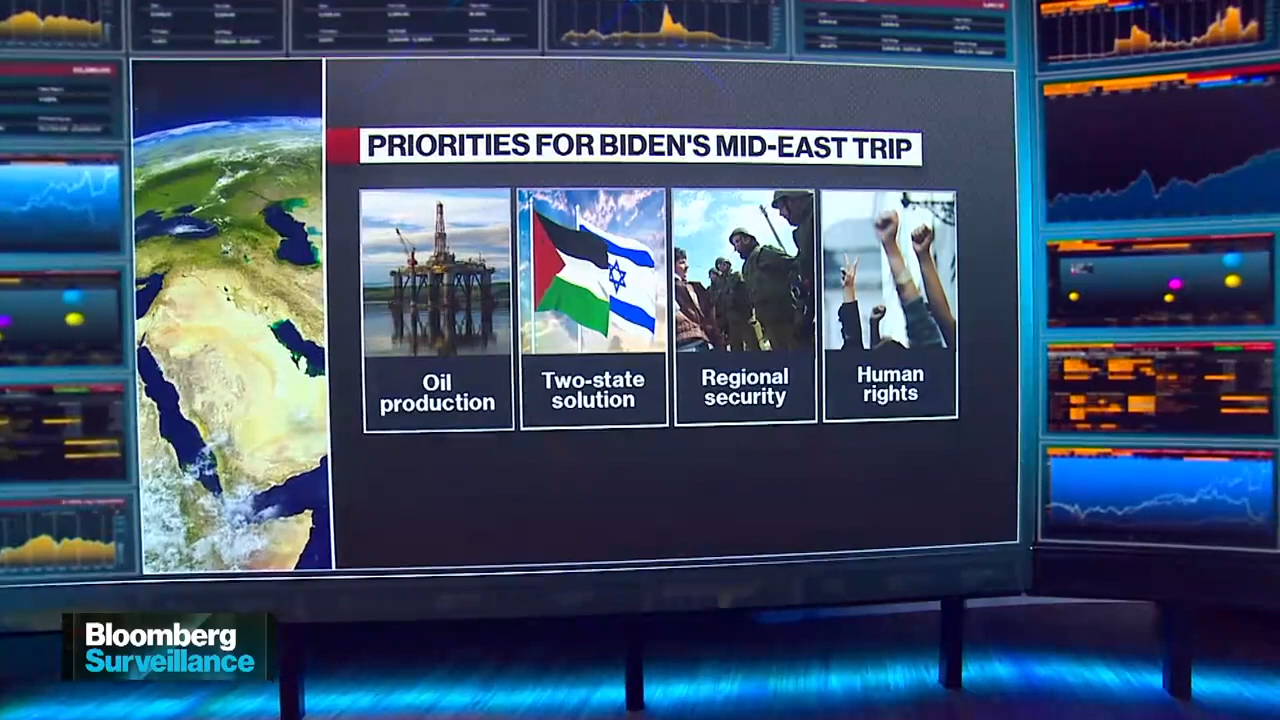 PRIORITIES FOR BIDEN'S MID-EAST TRIP
Oil
production
Two-state
solution
Regional
security
Human
rights
Bloomberg
Surveillance